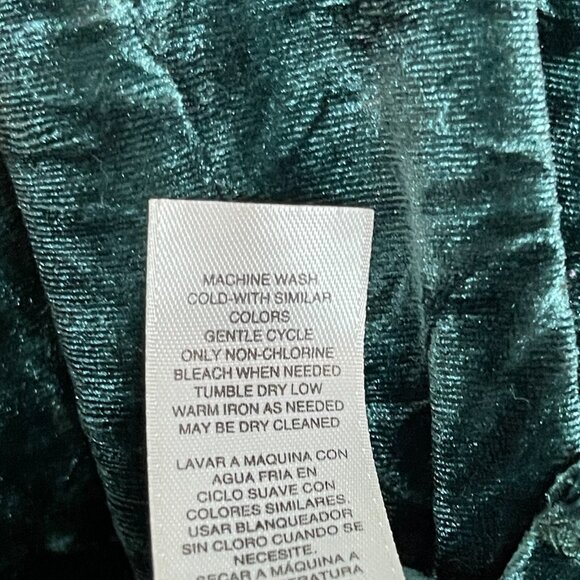 MACHINE WASH
COLD-WITH SIMILAR
COLORS
GENTLE CYCLE
ONLY NON-CHLORINE
BLEACH WHEN NEEDED
TUMBLE DRY LOW
WARM IRON AS NEEDED
MAY BE DRY CLEANED
LAVAR A MAQUINA CON
AGUA FRIA EN
CICLO SUAVE CON
COLORES SIMILARES.
USAR BLANQUEADOR
SIN CLORO CUANDO SE
NECESITE.
SECAR A MAQUINA A